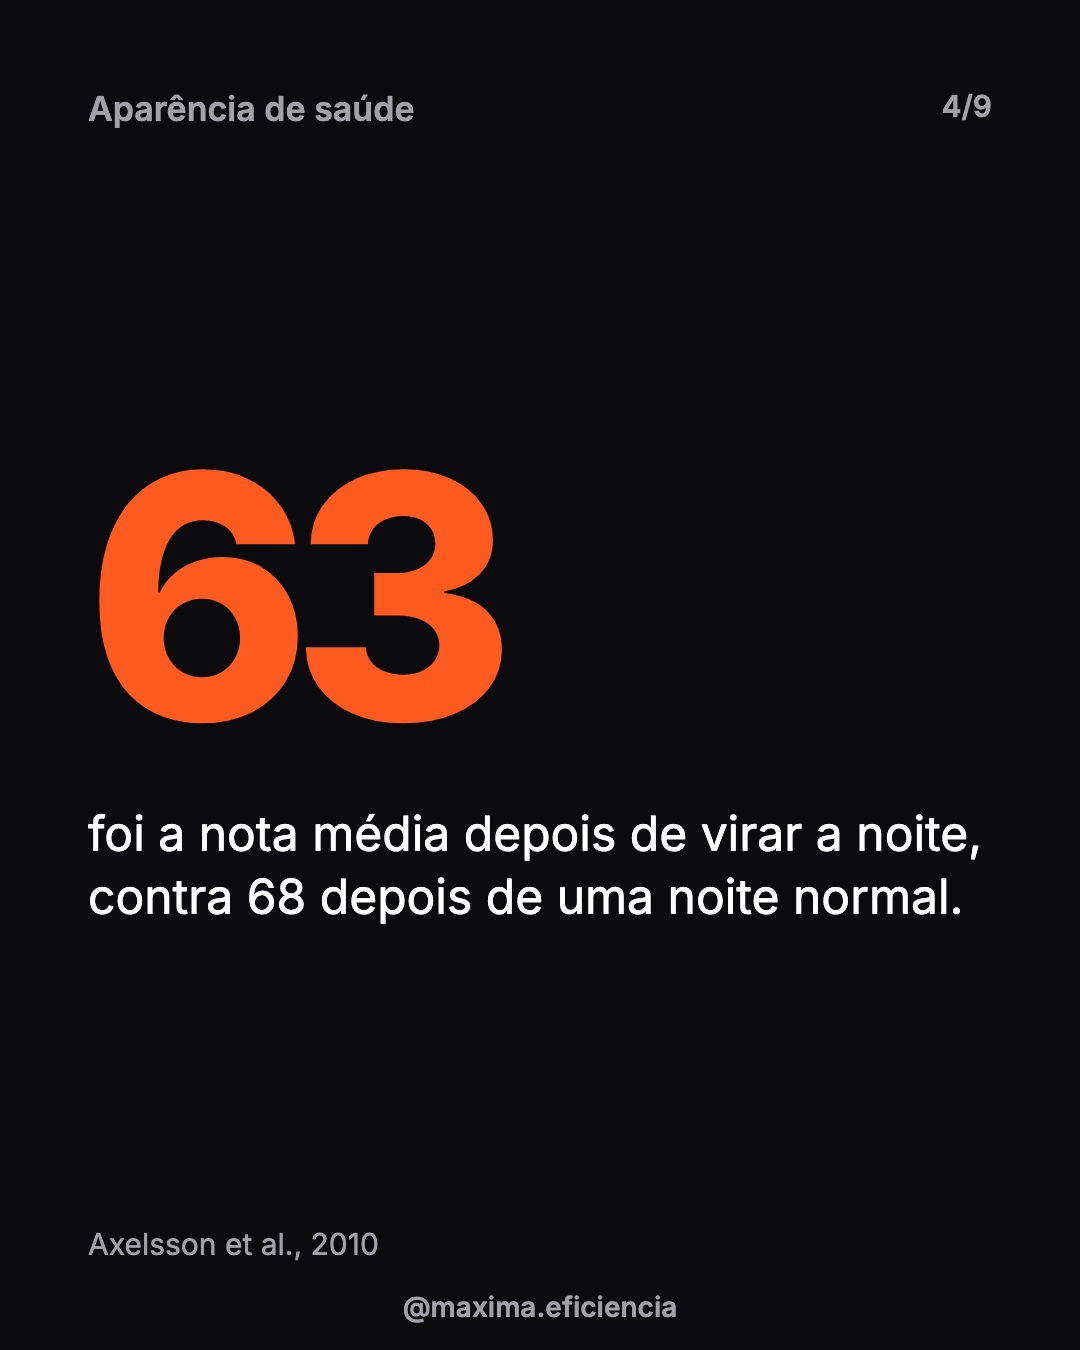 Aparência de saúde
4/9
63
foi a nota média depois de virar a noite,
contra 68 depois de uma noite normal.
Axelsson et al., 2010
@maxima.eficiencia